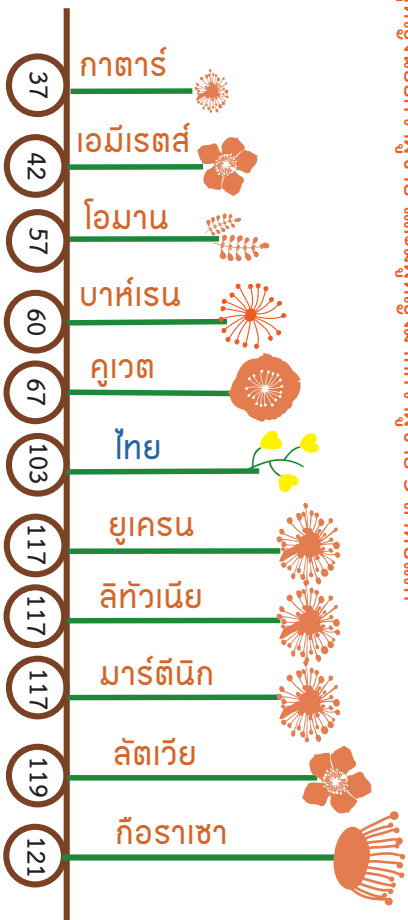 กาตาร์
37
เอมีเรตส์
42
โอมาน
57
บาห์เรน
60
คูเวต
67
ไทย
103
ยูเครน
117
ลิทัวเนีย
117
มาร์ตีนิก
117
ลัตเวีย
119
กือราเซา
121